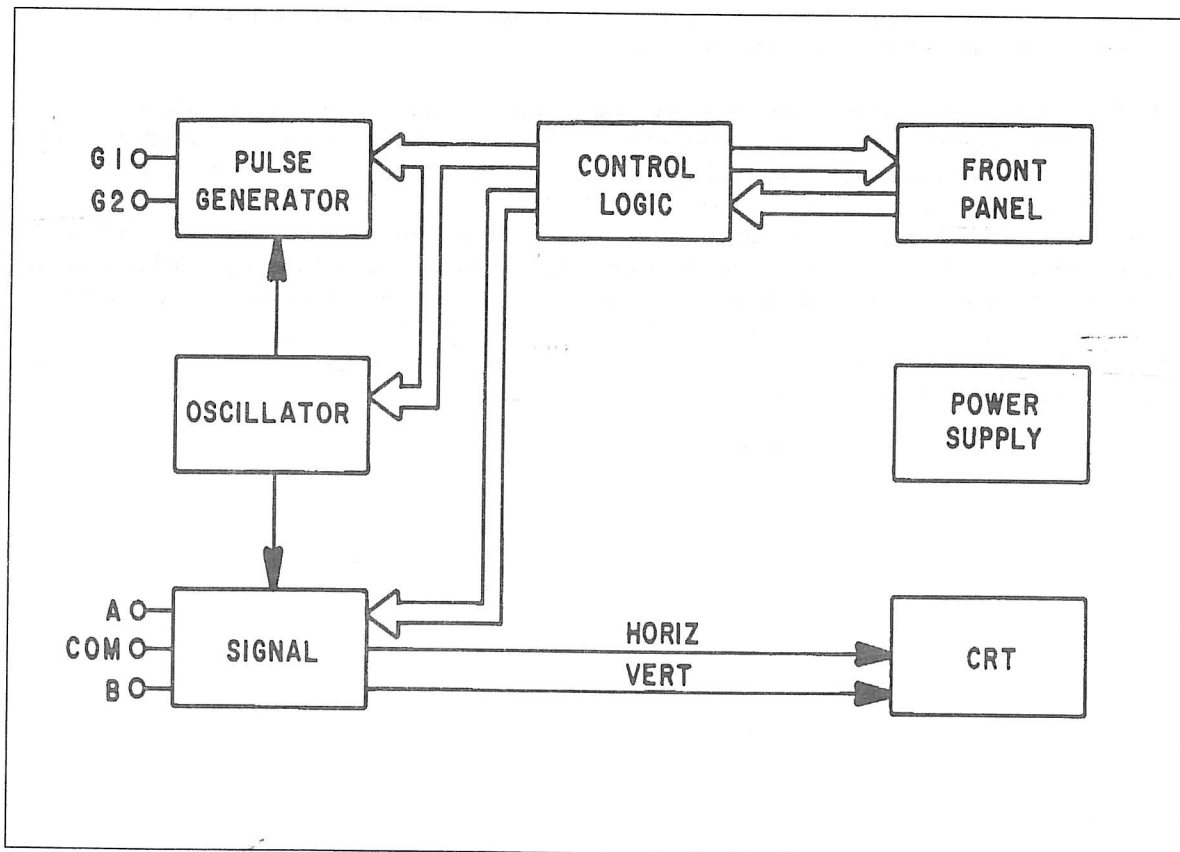 G1
G2
PULSE
GENERATOR
CONTROL
LOGIC
FRONT
PANEL
OSCILLATOR
POWER
SUPPLY
A
COM
B
SIGNAL
HORIZ
VERT
CRT